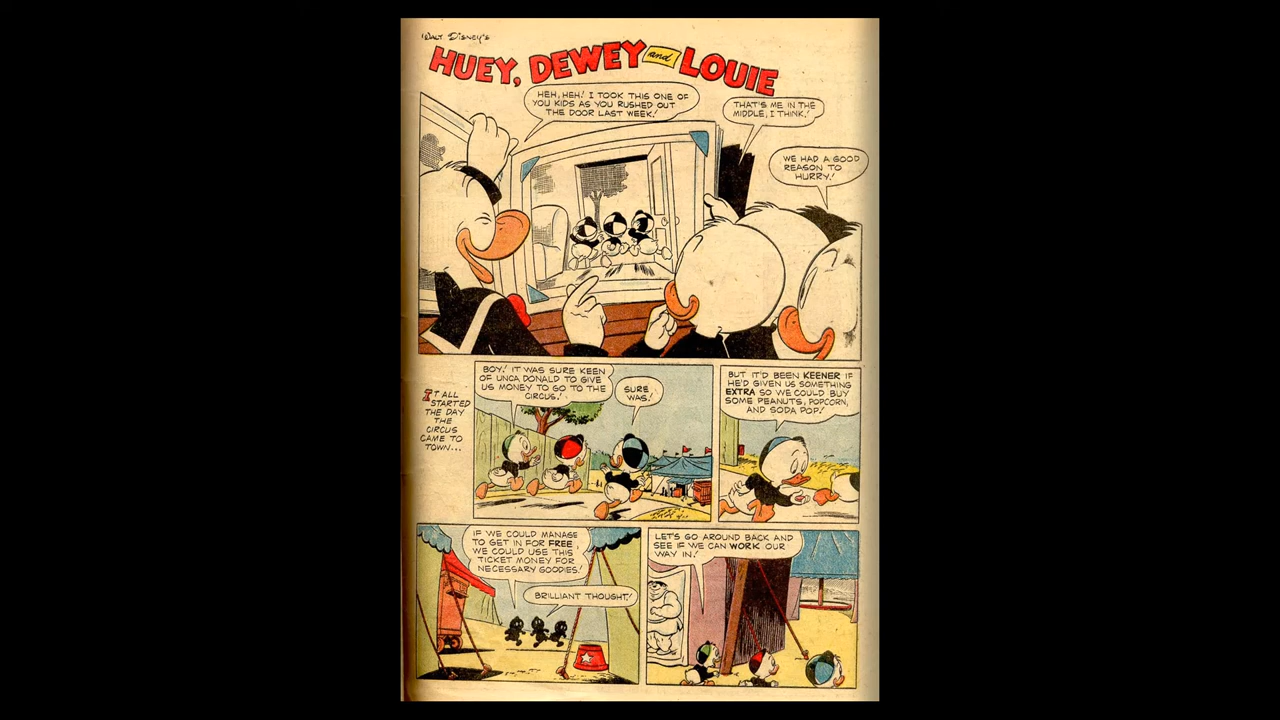 WALT DISNEY'S
HUEY, DEWEY and LOUIE
HEH, HEH! I TOOK THIS ONE OF
YOU KIDS AS YOU RUSHED OUT
THE DOOR LAST WEEK!
THAT'S ME IN THE
MIDDLE, I THINK!
WE HAD A GOOD
REASON TO
HURRY!
IT ALL
STARTED
THE DAY
THE
CIRCUS
CAME TO
TOWN...
BOY! IT WAS SURE KEEN
OF UNCA DONALD TO GIVE
US MONEY TO GO TO THE
CIRCUS!
SURE
WAS!
BUT IT'D BEEN KEENER IF
HE'D GIVEN US SOMETHING
EXTRA SO WE COULD BUY
SOME PEANUTS, POPCORN,
AND SODA POP!
IF WE COULD MANAGE
TO GET IN FOR FREE,
WE COULD USE THIS
TICKET MONEY FOR
NECESSARY GOODIES!
BRILLIANT THOUGHT!
LET'S GO AROUND BACK AND
SEE IF WE CAN WORK OUR
WAY IN!